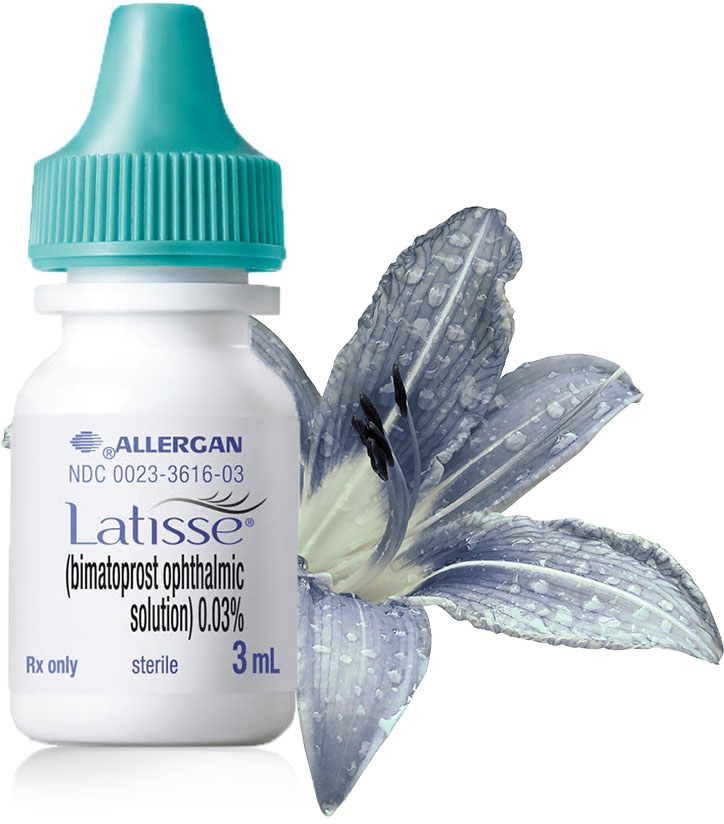 ®ALLERGAN
NDC 0023-3616-03
Latisse®
(bimatoprost ophthalmic
solution) 0.03%
Rx only sterile 3 mL